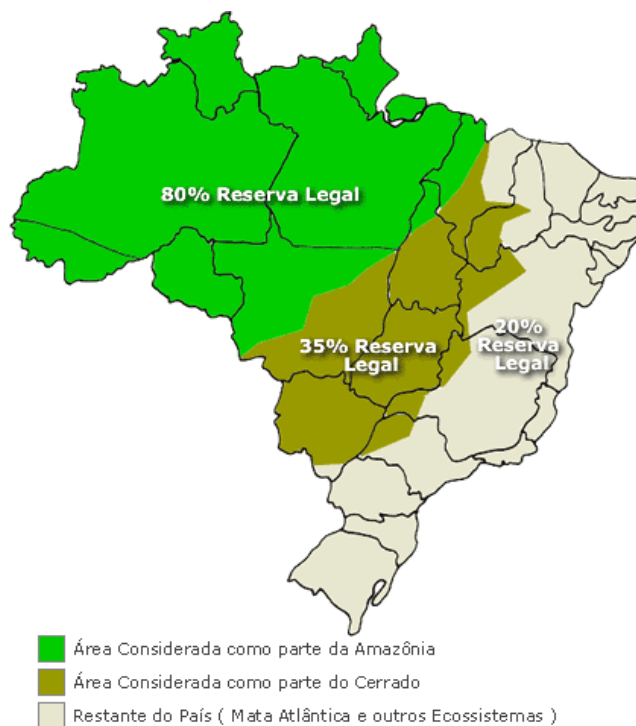 80% Reserva Legal
35% Reserva
Legal
20%
Reserva
Legal
Área Considerada como parte da Amazônia
Área Considerada como parte do Cerrado
Restante do País ( Mata Atlântica e outros Ecossistemas )